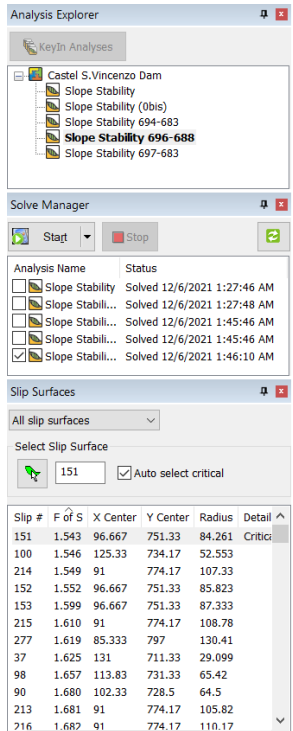 Analysis Explorer
KeyIn Analyses
Castel S.Vincenzo Dam
Slope Stability
Slope Stability (0bis)
Slope Stability 694-683
Slope Stability 696-688
Slope Stability 697-683
Solve Manager
Start
Stop
Analysis Name Status
Slope Stability Solved 12/6/2021 1:27:46 AM
Slope Stabili... Solved 12/6/2021 1:27:48 AM
Slope Stabili... Solved 12/6/2021 1:45:46 AM
Slope Stabili... Solved 12/6/2021 1:45:46 AM
Slope Stabili... Solved 12/6/2021 1:46:10 AM
Slip Surfaces
All slip surfaces
Select Slip Surface
151 Auto select critical
Slip # F of S X Center Y Center Radius Detail
151 1.543 96.667 751.33 84.261 Critica
100 1.546 125.33 734.17 52.553
214 1.549 91 774.17 107.33
152 1.552 96.667 751.33 85.823
153 1.599 96.667 751.33 87.333
215 1.610 91 774.17 108.78
277 1.619 85.333 797 130.41
37 1.625 131 711.33 29.099
98 1.657 113.83 731.33 65.42
90 1.680 102.33 728.5 64.5
213 1.681 91 774.17 105.82
216 1.682 91 774.17 110.17